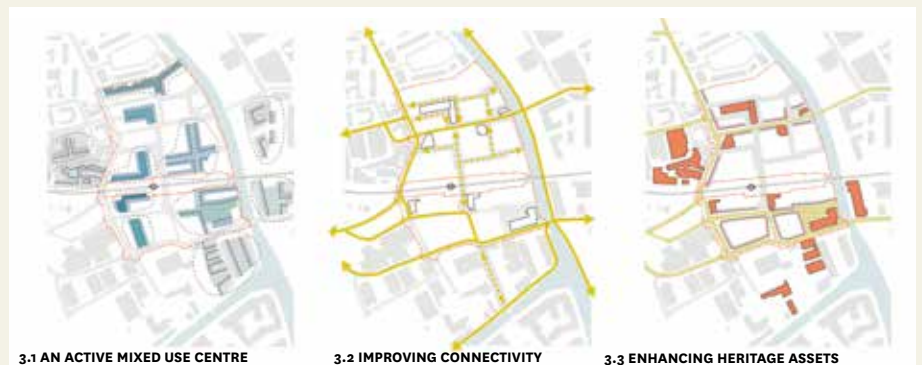 3.1 AN ACTIVE MIXED USE CENTRE
3.2 IMPROVING CONNECTIVITY
3.3 ENHANCING HERITAGE ASSETS